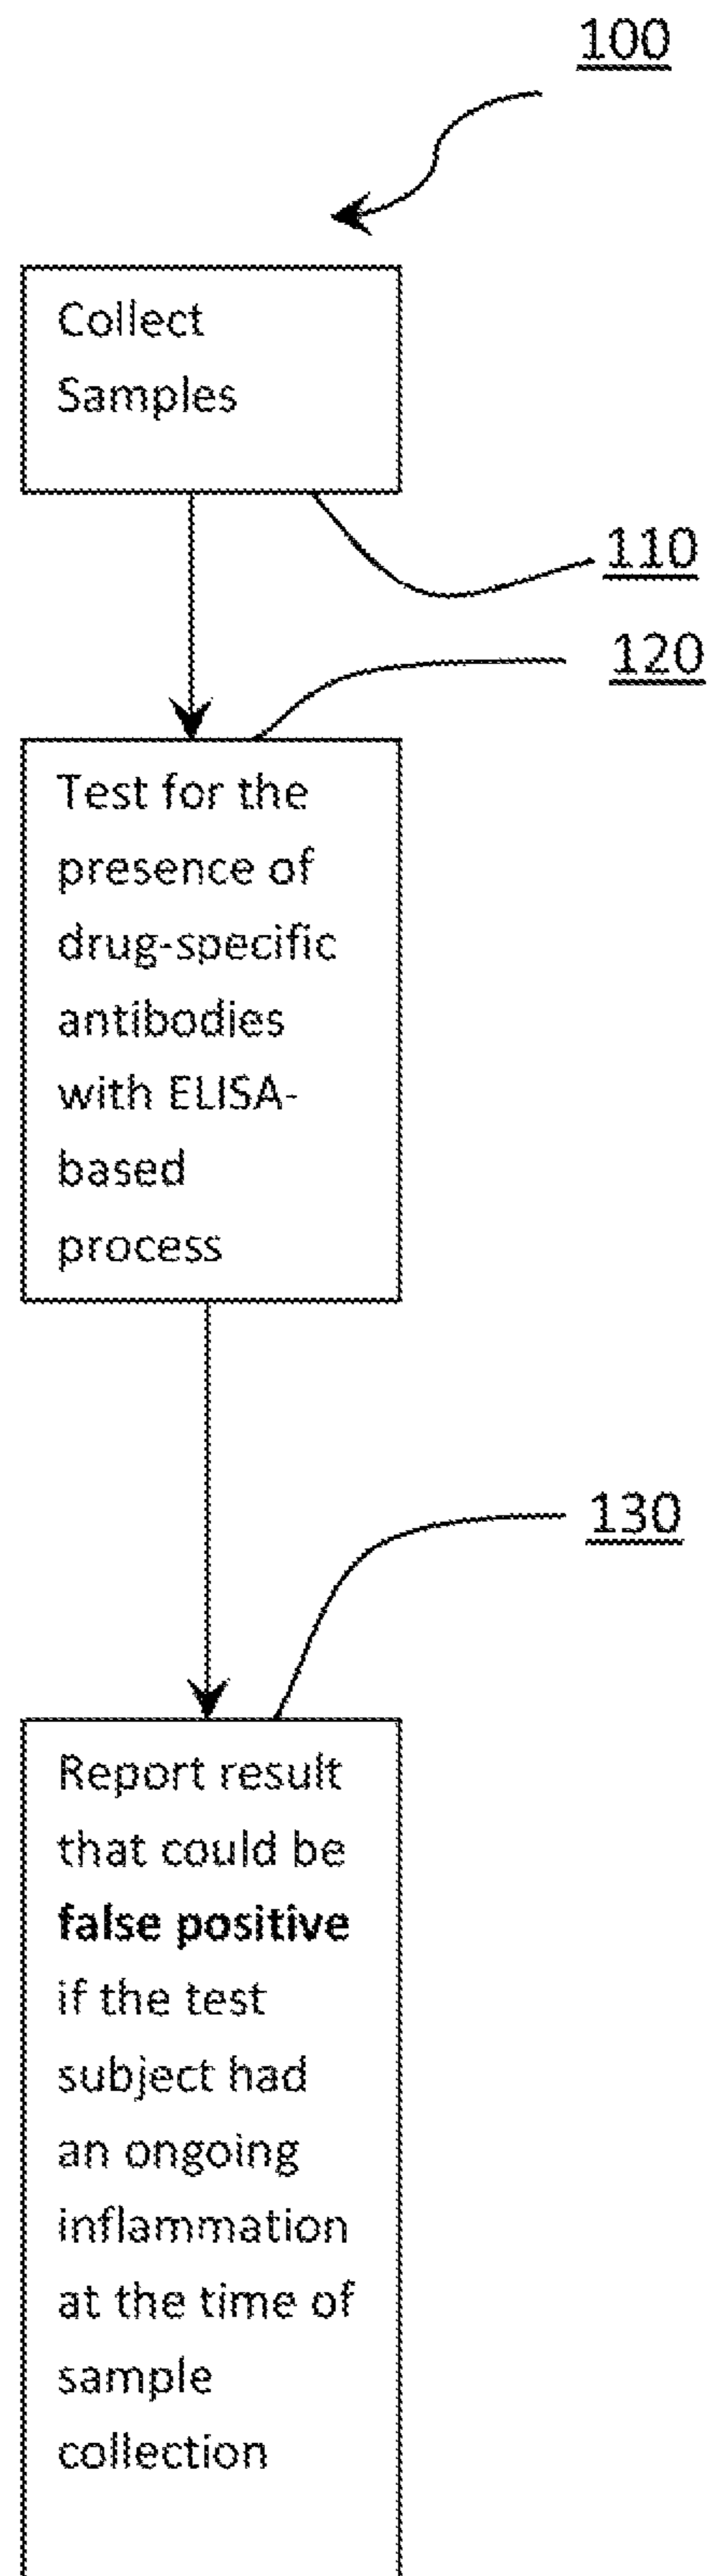 100
Collect
Samples
110
120
Test for the
presence of
drug-specific
antibodies
with ELISA-
based
process
130
Report result
that could be
false positive
if the test
subject had
an ongoing
inflammation
at the time of
sample
collection